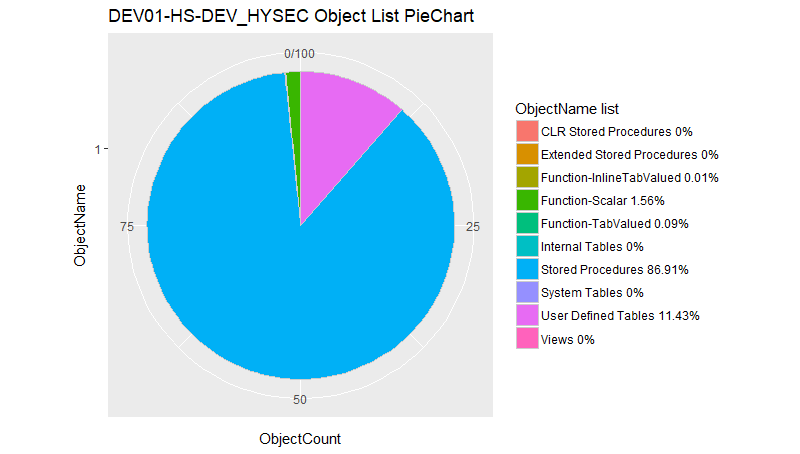 DEV01-HS-DEV_HYSEC Object List PieChart
0/100
1
75
25
50
ObjectName
ObjectCount
ObjectName list
CLR Stored Procedures 0%
Extended Stored Procedures 0%
Function-InlineTabValued 0.01%
Function-Scalar 1.56%
Function-TabValued 0.09%
Internal Tables 0%
Stored Procedures 86.91%
System Tables 0%
User Defined Tables 11.43%
Views 0%